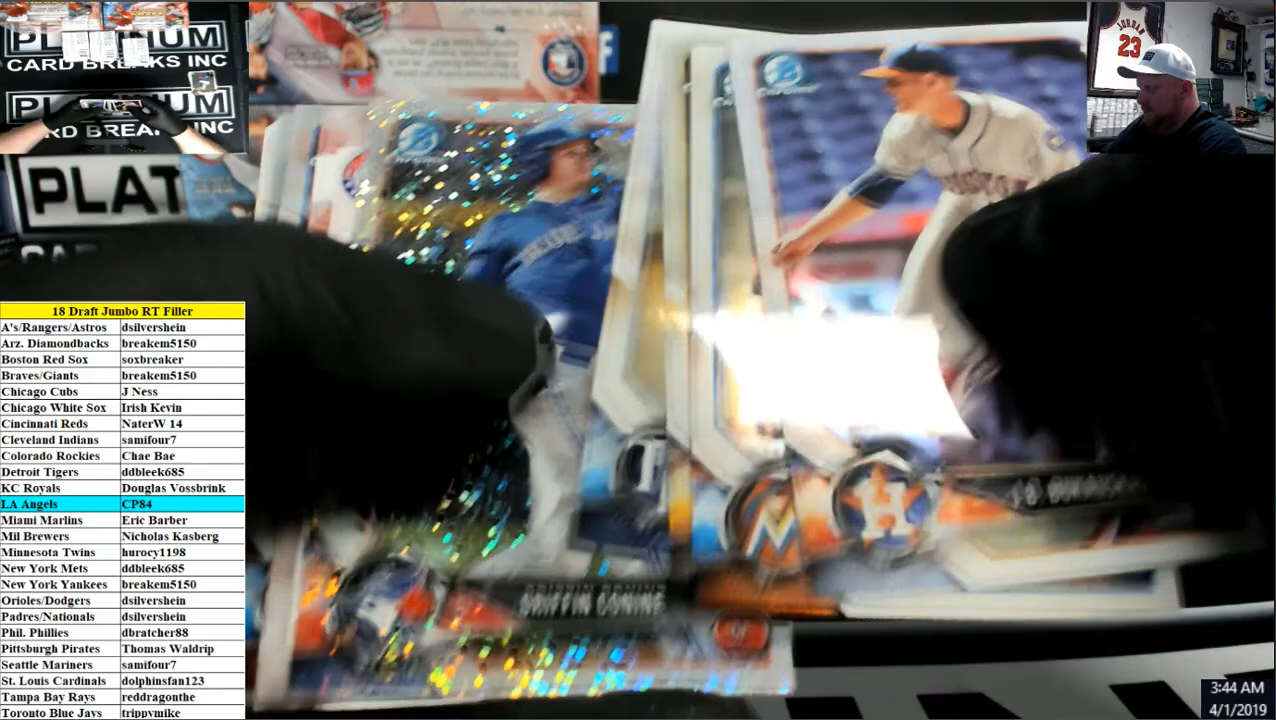 PLATINUM
CARD BREAKS INC
PLATINUM
CARD BREAKS INC
JORDAN
23
PLAT
CA
18 Draft Jumbo RT Filler
A's/Rangers/Astros dsilvershein
Arz. Diamondbacks breakem5150
Boston Red Sox soxbreaker
Braves/Giants breakem5150
Chicago Cubs J Ness
Chicago White Sox Irish Kevin
Cincinnati Reds NaterW 14
Cleveland Indians samifour7
Colorado Rockies Chae Bae
Detroit Tigers ddbleek685
KC Royals Douglas Vossbrink
LA Angels CP84
Miami Marlins Eric Barber
Mil Brewers Nicholas Kasberg
Minnesota Twins hurocy1198
New York Mets ddbleek685
New York Yankees breakem5150
Orioles/Dodgers dsilvershein
Padres/Nationals dsilvershein
Phil. Phillies dbratcher88
Pittsburgh Pirates Thomas Waldrip
Seattle Mariners samifour7
St. Louis Cardinals dolphinsfan123
Tampa Bay Rays reddragonthe
Toronto Blue Jays trippymike
H
M
GRIFFIN CONINE
3:44 AM
4/1/2019